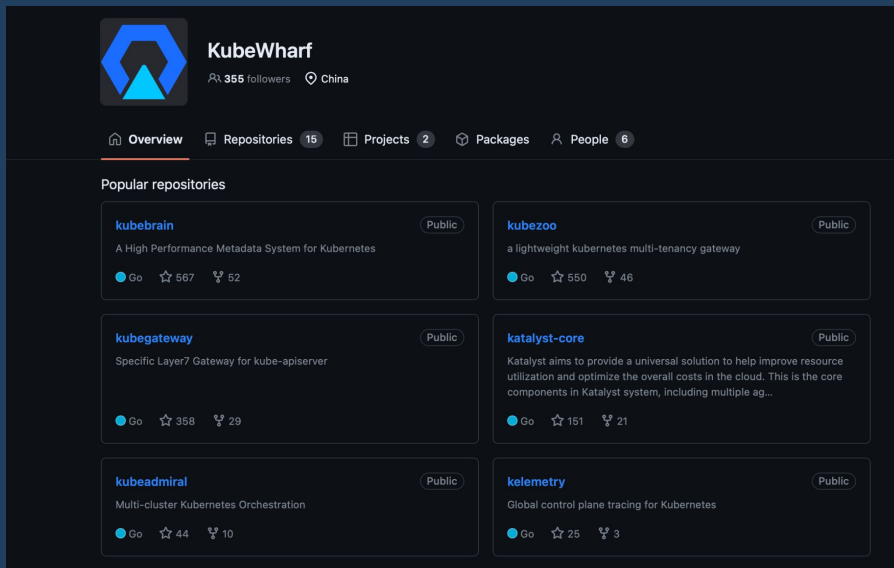 KubeWharf
355 followers China
Overview Repositories 15 Projects 2 Packages People 6
Popular repositories
kubebrain Public
A High Performance Metadata System for Kubernetes
Go 567 52
kubezoo Public
a lightweight kubernetes multi-tenancy gateway
Go 550 46
kubegateway Public
Specific Layer7 Gateway for kube-apiserver
Go 358 29
katalyst-core Public
Katalyst aims to provide a universal solution to help improve resource
utilization and optimize the overall costs in the cloud. This is the core
components in Katalyst system, including multiple ag...
Go 151 21
kubeadmiral Public
Multi-cluster Kubernetes Orchestration
Go 44 10
kelemetry Public
Global control plane tracing for Kubernetes
Go 25 3